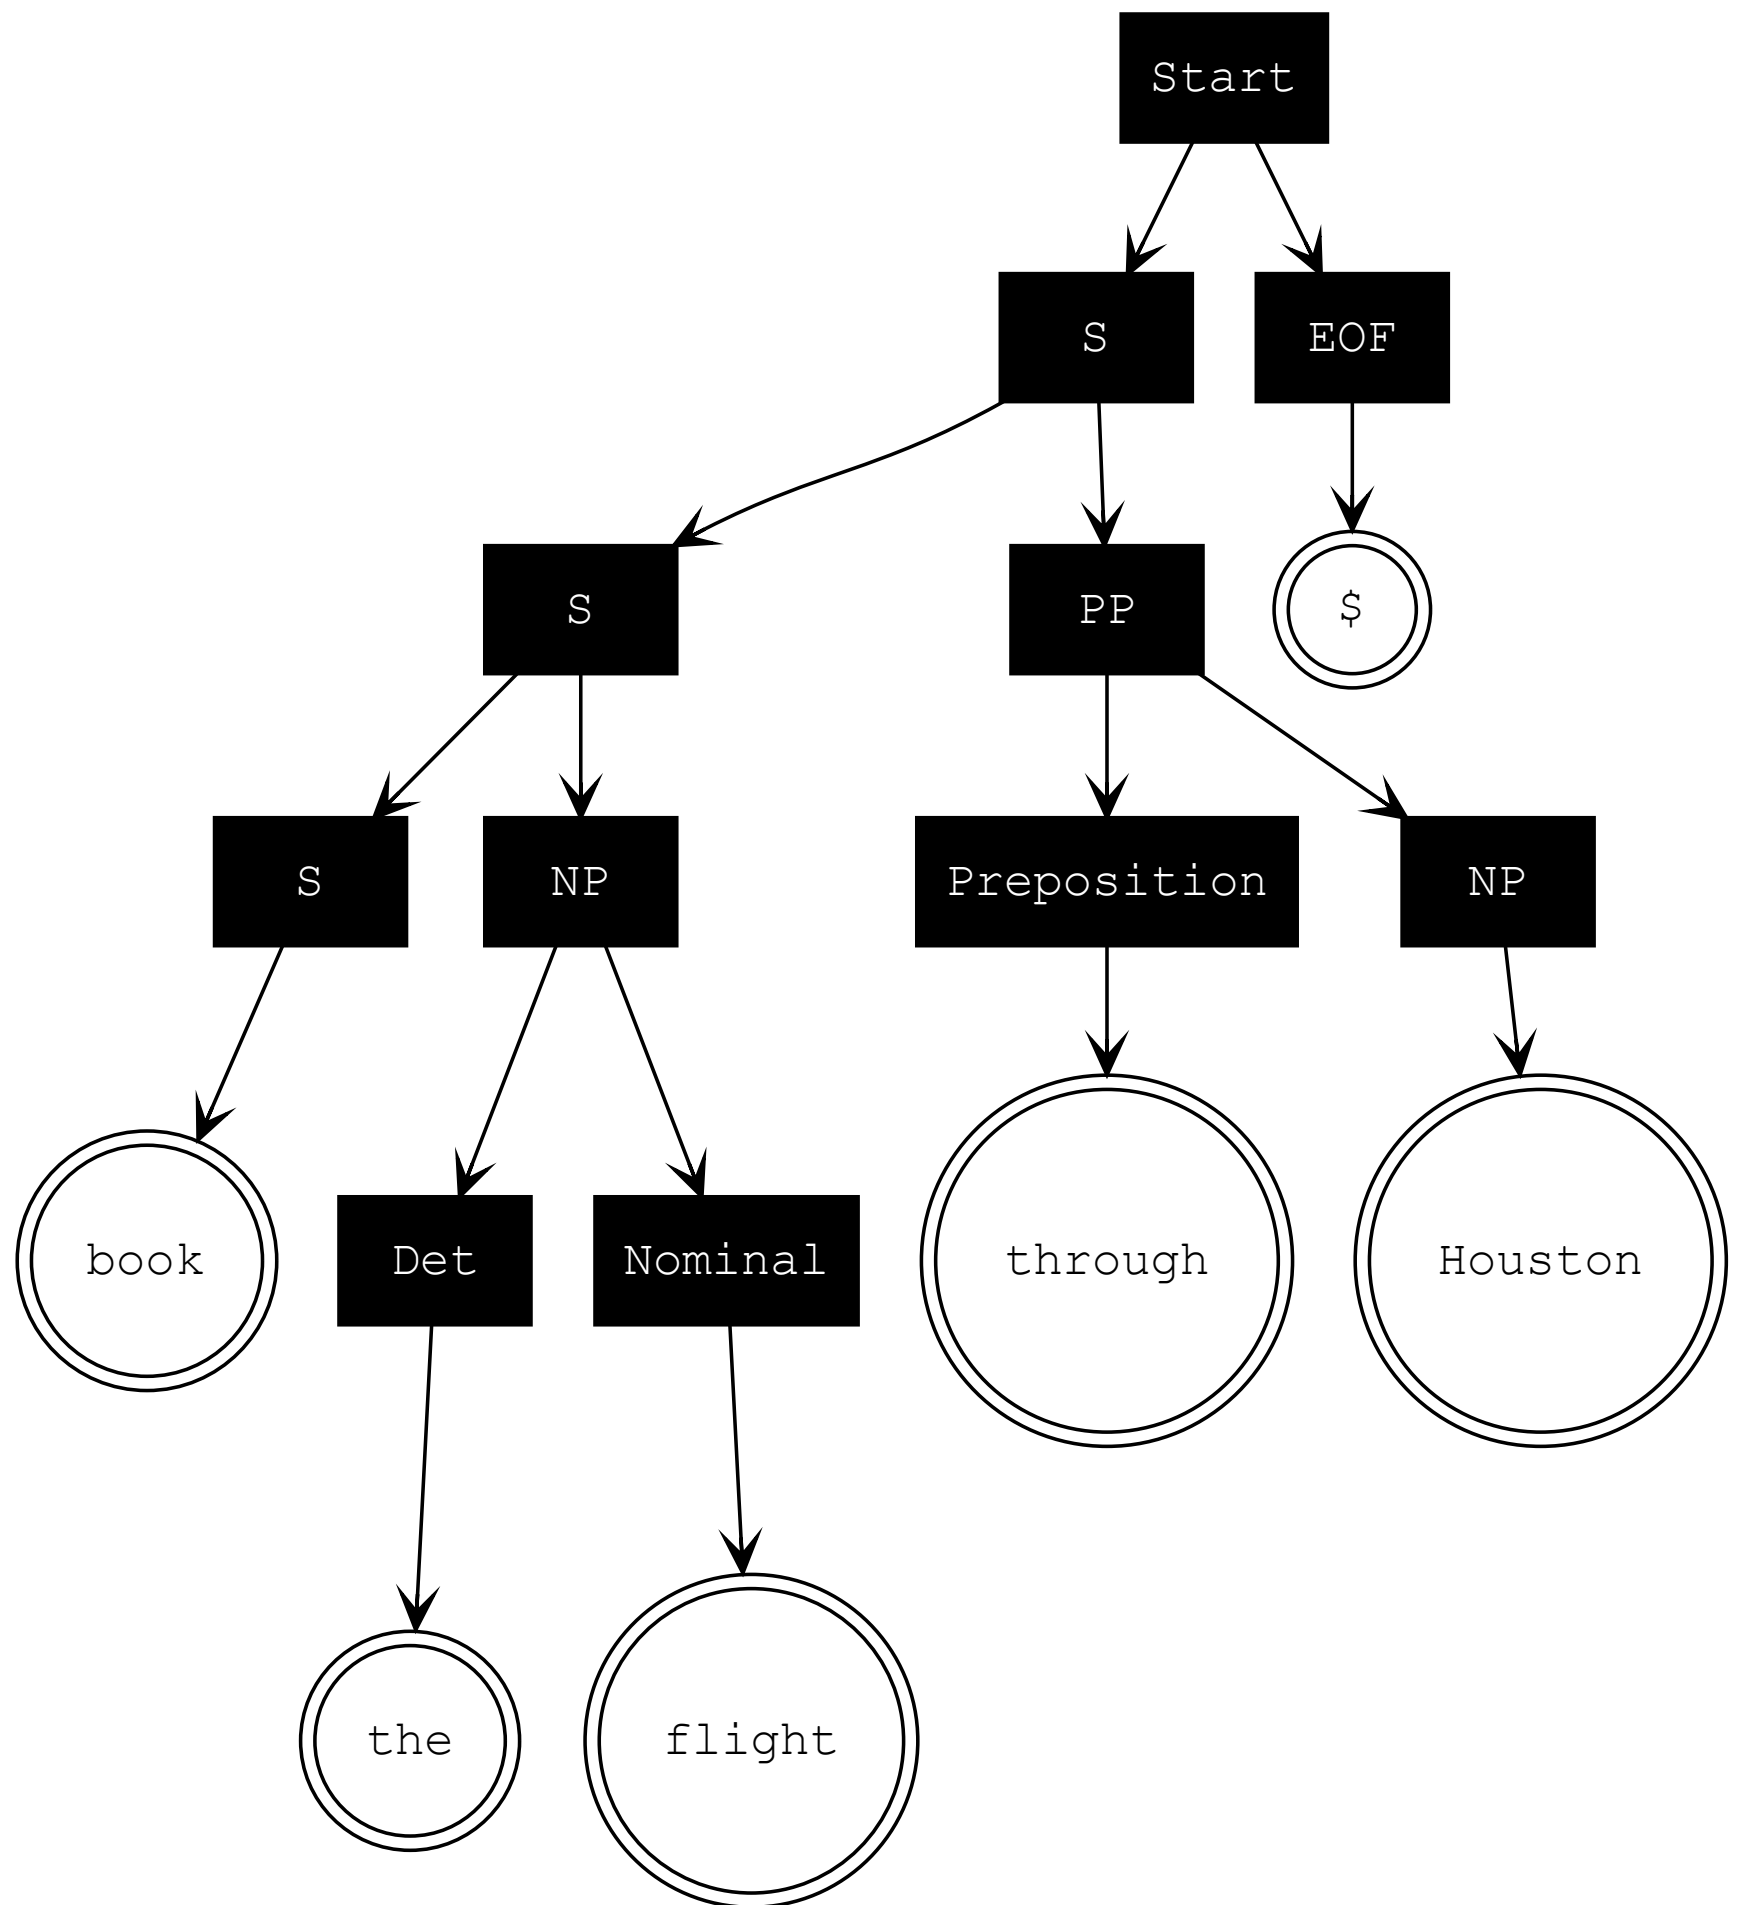 Start
S
EOF
S
PP
$
S
NP
Preposition
NP
book
Det
Nominal
through
Houston
the
flight